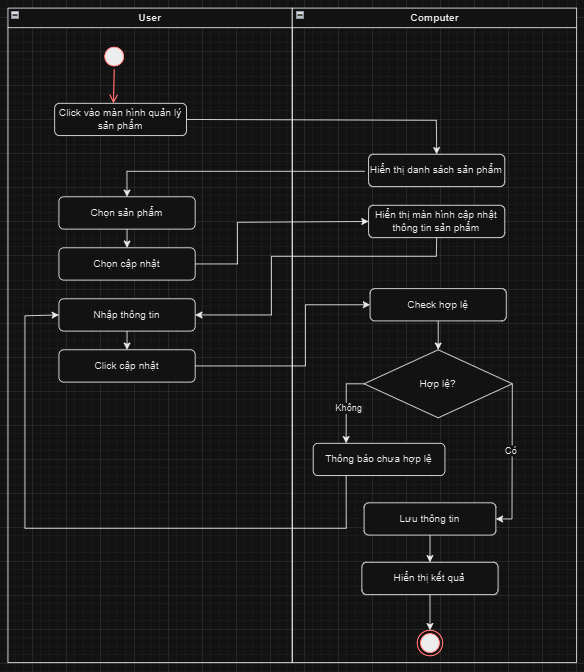 User
Computer
Click vào màn hình quản lý
sản phẩm
Hiển thị danh sách sản phẩm
Chọn sản phẩm
Hiển thị màn hình cập nhật
thông tin sản phẩm
Chọn cập nhật
Nhập thông tin
Check hợp lệ
Click cập nhật
Hợp lệ?
Không
Có
Thông báo chưa hợp lệ
Lưu thông tin
Hiển thị kết quả